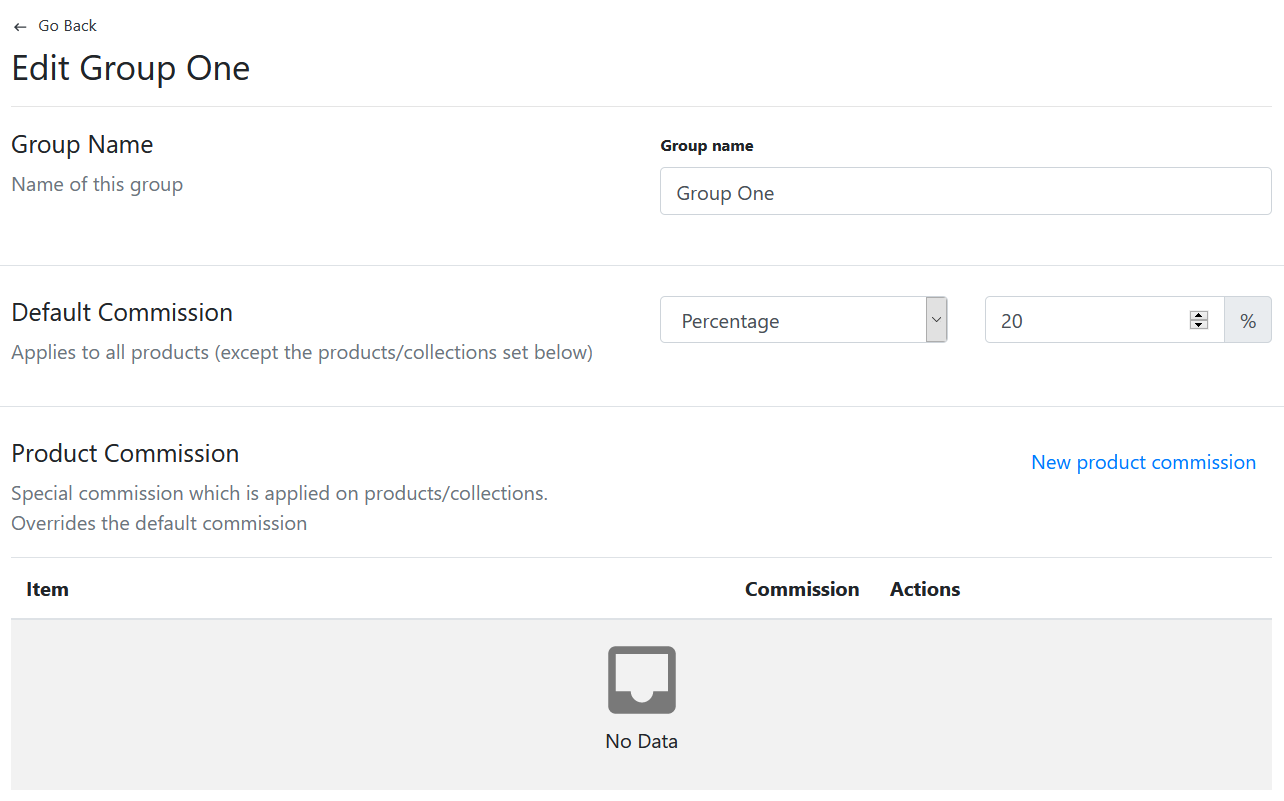 ← Go Back
Edit Group One
Group Name
Name of this group
Group name
Group One
Default Commission
Applies to all products (except the products/collections set below)
Percentage
20
%
Product Commission
Special commission which is applied on products/collections.
Overrides the default commission
New product commission
Item Commission Actions
No Data